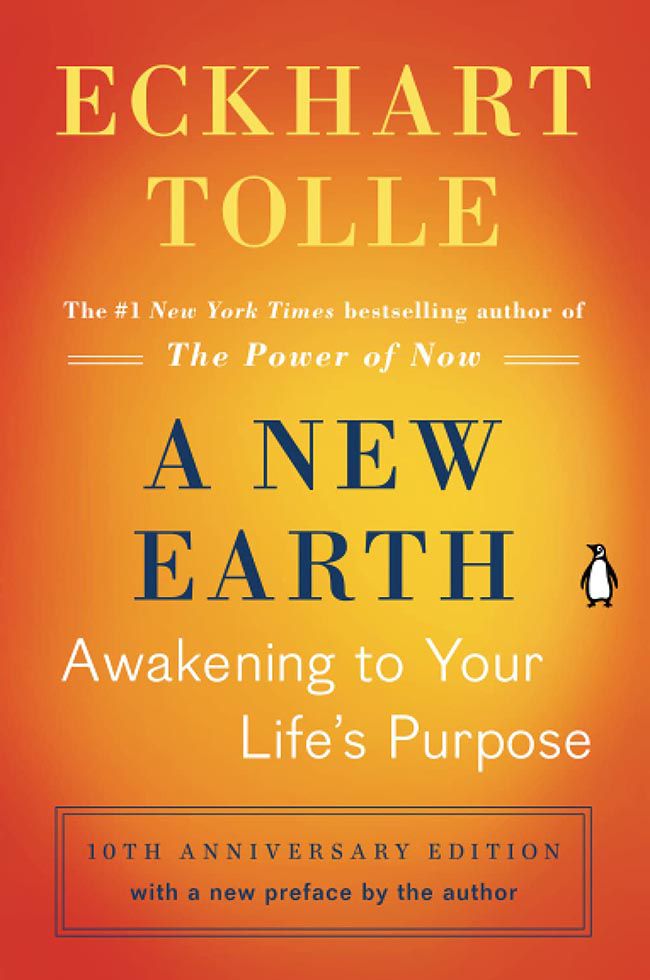 ECKHART
TOLLE
The #1 New York Times bestselling author of
The Power of Now
A NEW
EARTH
Awakening to Your
Life's Purpose
10TH ANNIVERSARY EDITION
with a new preface by the author